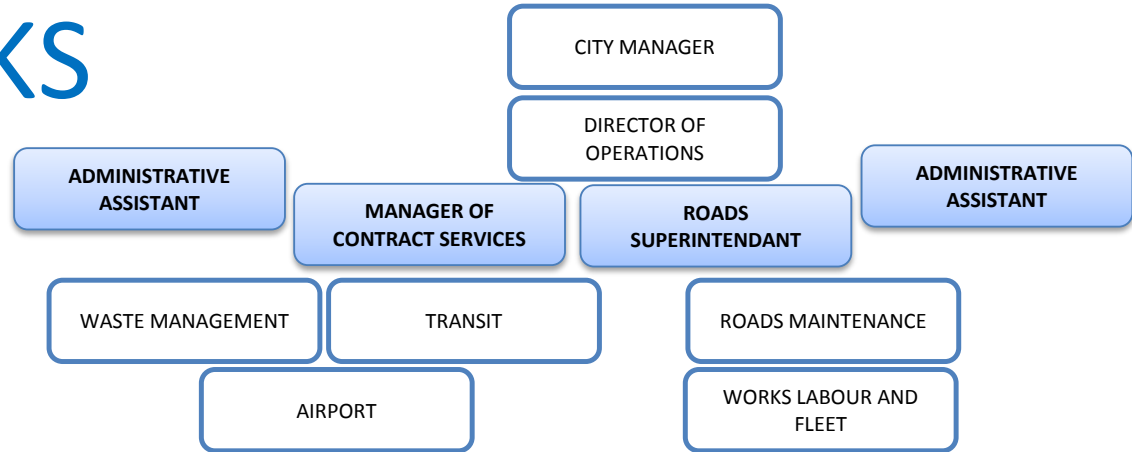 KS
CITY MANAGER
DIRECTOR OF
OPERATIONS
ADMINISTRATIVE
ASSISTANT
MANAGER OF
CONTRACT SERVICES
ROADS
SUPERINTENDANT
ADMINISTRATIVE
ASSISTANT
WASTE MANAGEMENT
TRANSIT
ROADS MAINTENANCE
AIRPORT
WORKS LABOUR AND
FLEET